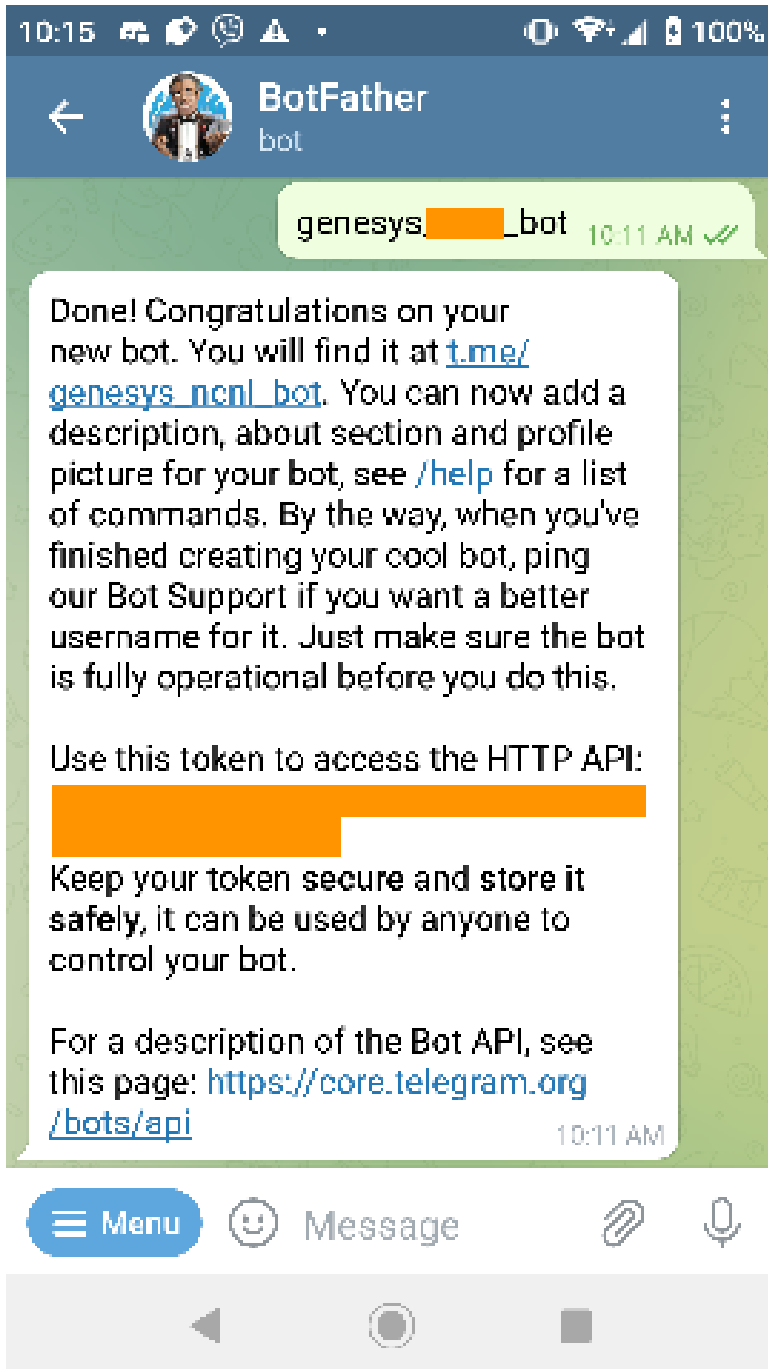 10:15
100%
BotFather
bot
genesys_ _bot 10:11 AM
Done! Congratulations on your
new bot. You will find it at t.me/
genesys_ncnl_bot. You can now add a
description, about section and profile
picture for your bot, see /help for a list
of commands. By the way, when you've
finished creating your cool bot, ping
our Bot Support if you want a better
username for it. Just make sure the bot
is fully operational before you do this.
Use this token to access the HTTP API:
Keep your token secure and store it
safely, it can be used by anyone to
control your bot.
For a description of the Bot API, see
this page: https://core.telegram.org
/bots/api
10:11 AM
Menu
Message